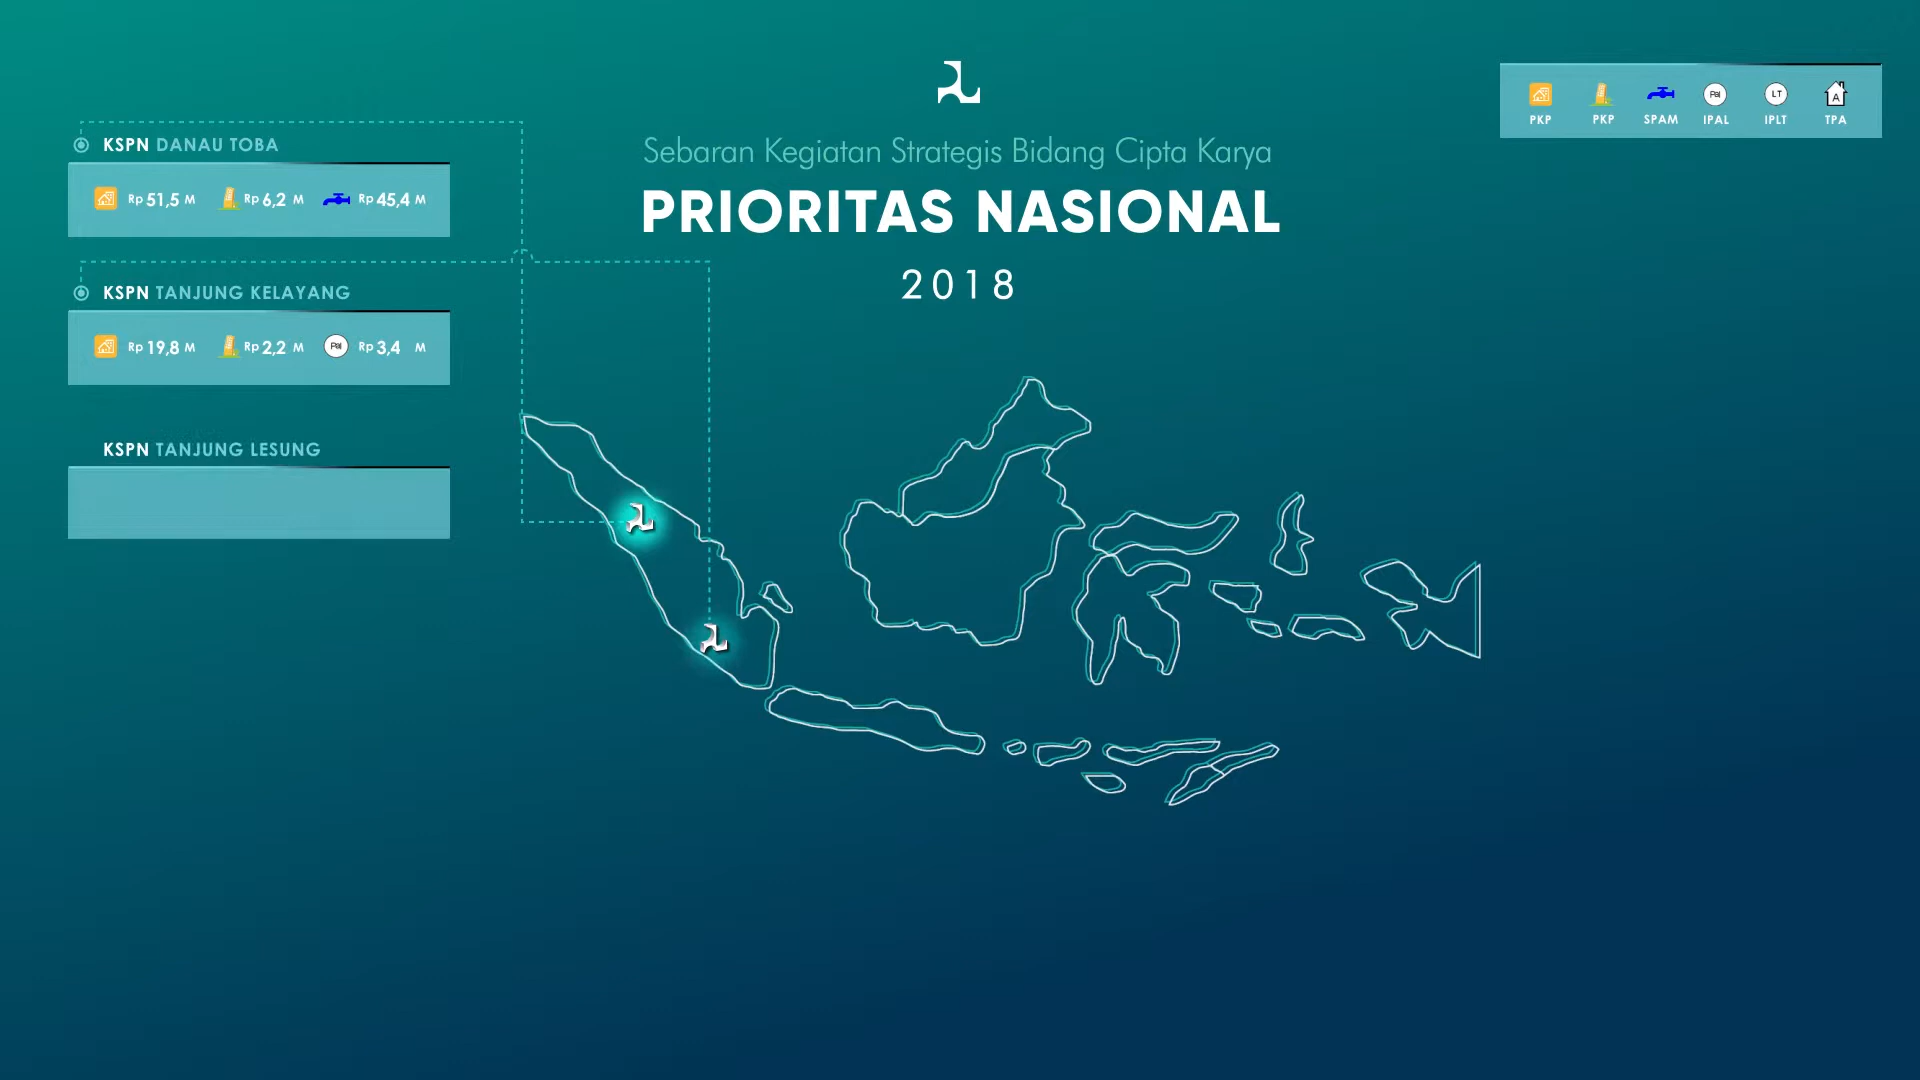 Sebaran Kegiatan Strategis Bidang Cipta Karya
PRIORITAS NASIONAL
2018
PKP PKP SPAM IPAL IPLT TPA
LT
A
KSPN DANAU TOBA
Rp 51,5 M Rp 6,2 M Rp 45,4 M
KSPN TANJUNG KELAYANG
Rp 19,8 M Rp 2,2 M Rp 3,4 M
KSPN TANJUNG LESUNG